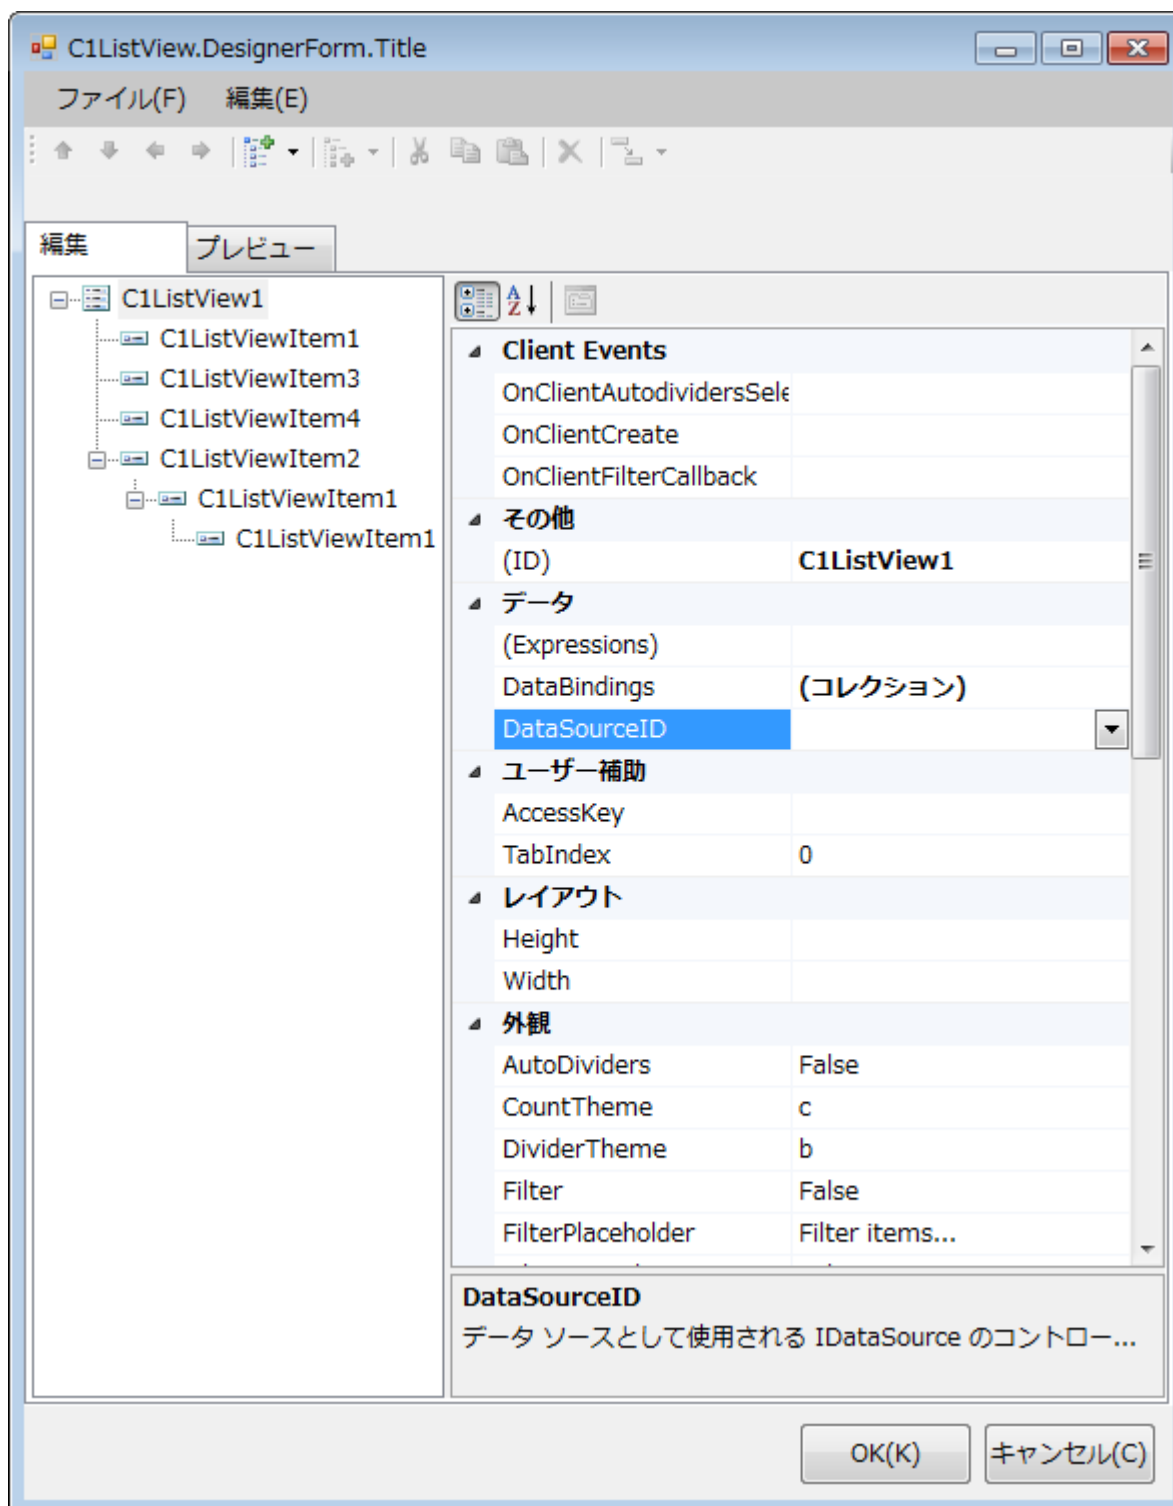 C1ListView.DesignerForm.Title
ファイル(F) 編集(E)
編集 プレビュー
C1ListView1
C1ListViewItem1
C1ListViewItem3
C1ListViewItem4
C1ListViewItem2
C1ListViewItem1
C1ListViewItem1
Client Events
OnClientAutodividersSele
OnClientCreate
OnClientFilterCallback
その他
(ID) C1ListView1
データ
(Expressions)
DataBindings (コレクション)
DataSourceID
ユーザー補助
AccessKey
TabIndex 0
レイアウト
Height
Width
外観
AutoDividers False
CountTheme c
DividerTheme b
Filter False
FilterPlaceholder Filter items...
DataSourceID
データ ソースとして使用される IDataSource のコントロー...
OK(K) キャンセル(C)